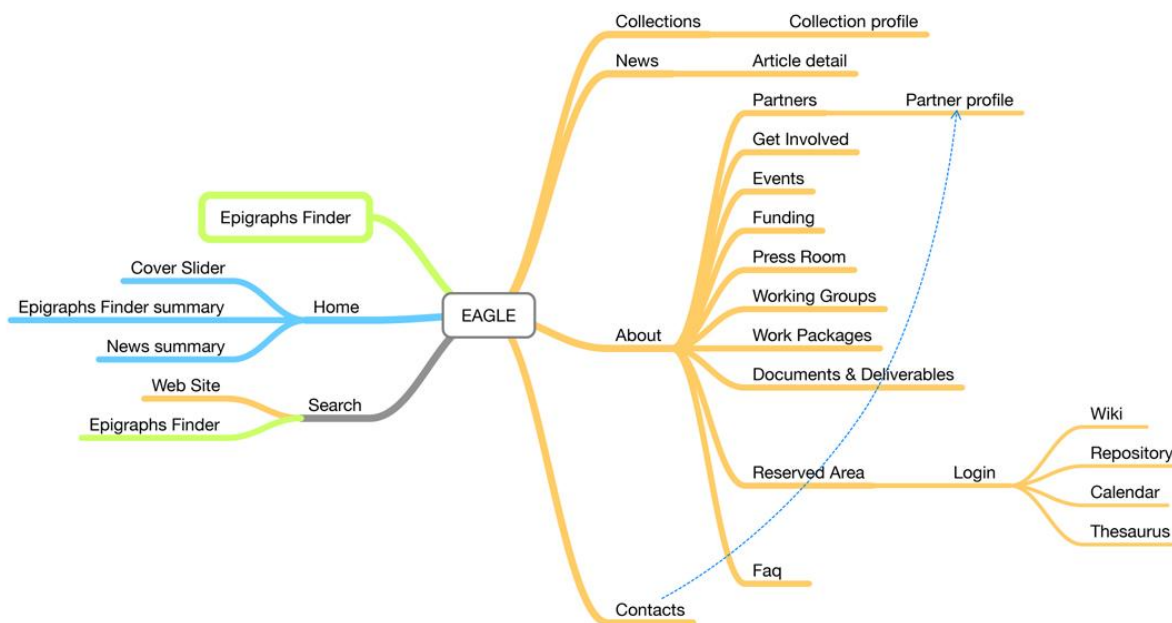 Collections
Collection profile
News
Article detail
Partners
Partner profile
Get Involved
Events
Funding
Press Room
Working Groups
Work Packages
Documents & Deliverables
Reserved Area
Login
Wiki
Repository
Calendar
Thesaurus
Faq
About
Contacts
EAGLE
Epigraphs Finder
Home
Cover Slider
Epigraphs Finder summary
News summary
Search
Web Site
Epigraphs Finder